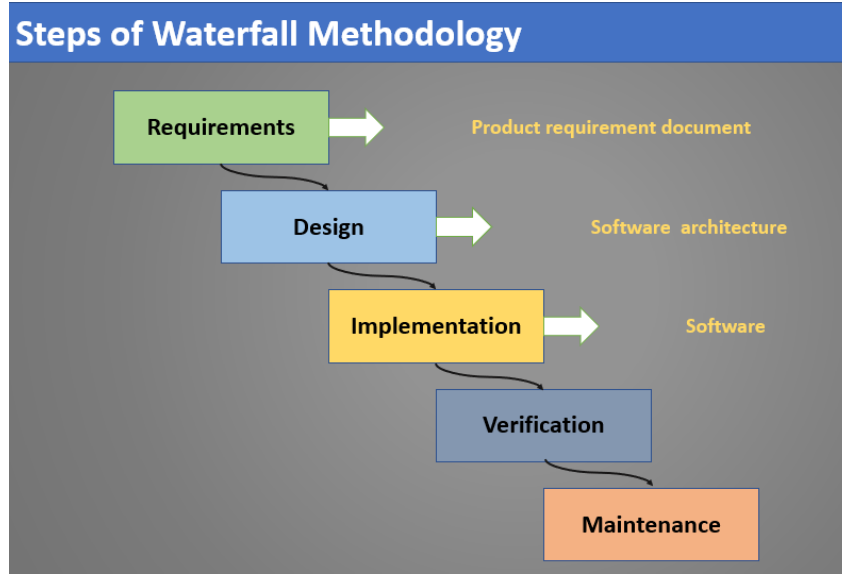 Steps of Waterfall Methodology
Requirements
Product requirement document
Design
Software architecture
Implementation
Software
Verification
Maintenance